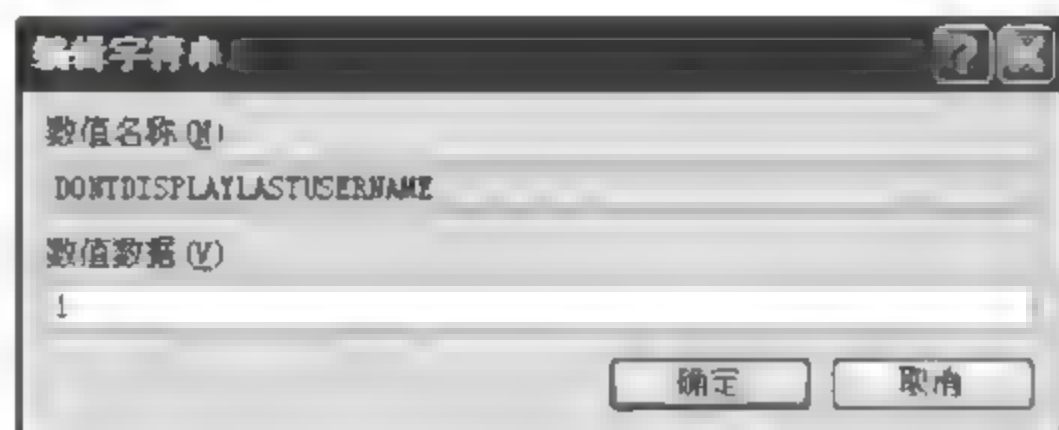 编辑字符串
数值名称(N)
DONTDISPLAYLASTUSERNAME
数值数据(V)
1
确定 取消